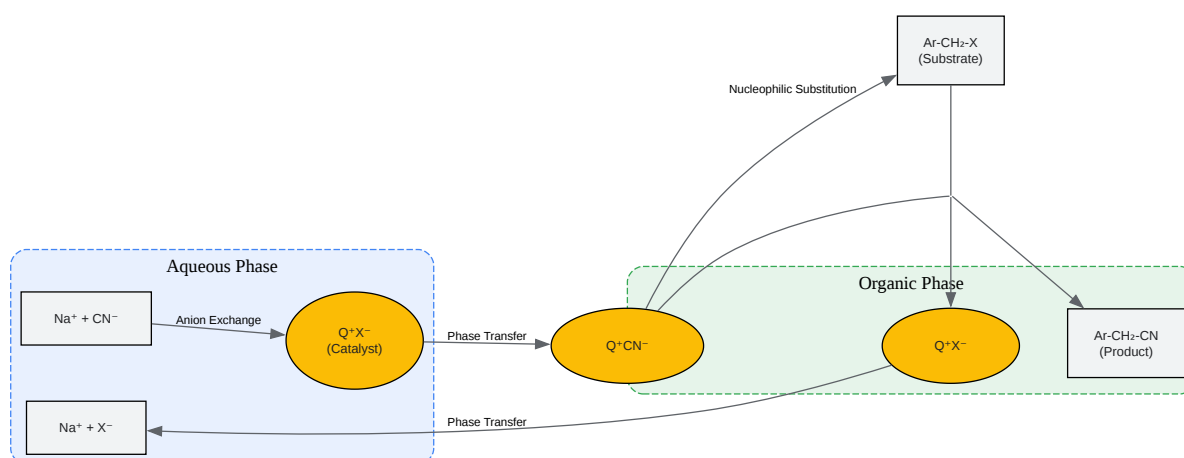 Ar-CH₂-X
(Substrate)
Nucleophilic Substitution
Aqueous Phase
Organic Phase
Na⁺ + CN⁻
Anion Exchange
Q⁺X⁻
(Catalyst)
Phase Transfer
Q⁺CN⁻
Q⁺X⁻
Ar-CH₂-CN
(Product)
Na⁺ + X⁻
Phase Transfer